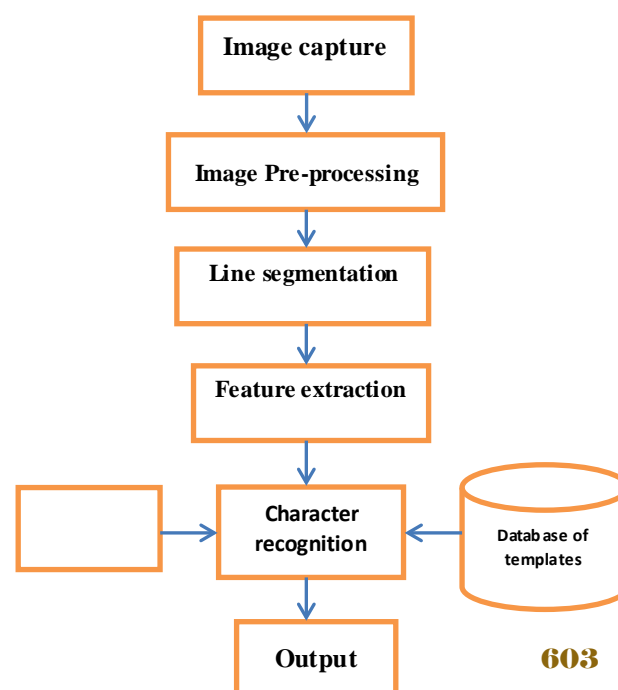 Image capture
Image Pre-processing
Line segmentation
Feature extraction
Character
recognition
Database of
templates
Output
603